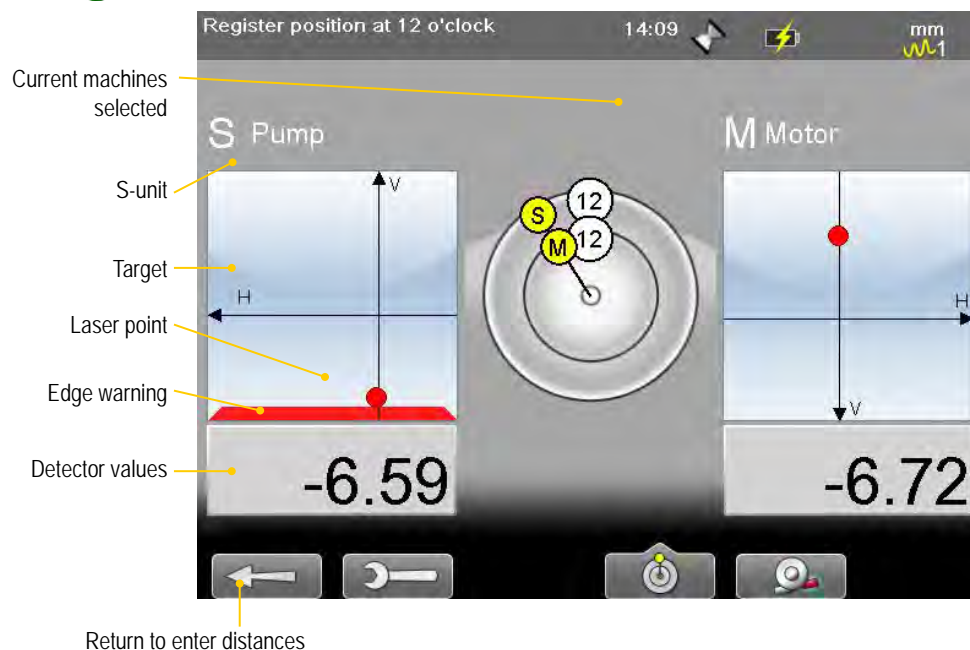 Register position at 12 o'clock
14:09
mm
1
Current machines
selected
S Pump
M Motor
S-unit
V
12
S
12
M
Target
H
H
Laser point
Edge warning
V
Detector values
-6.59
-6.72
Return to enter distances